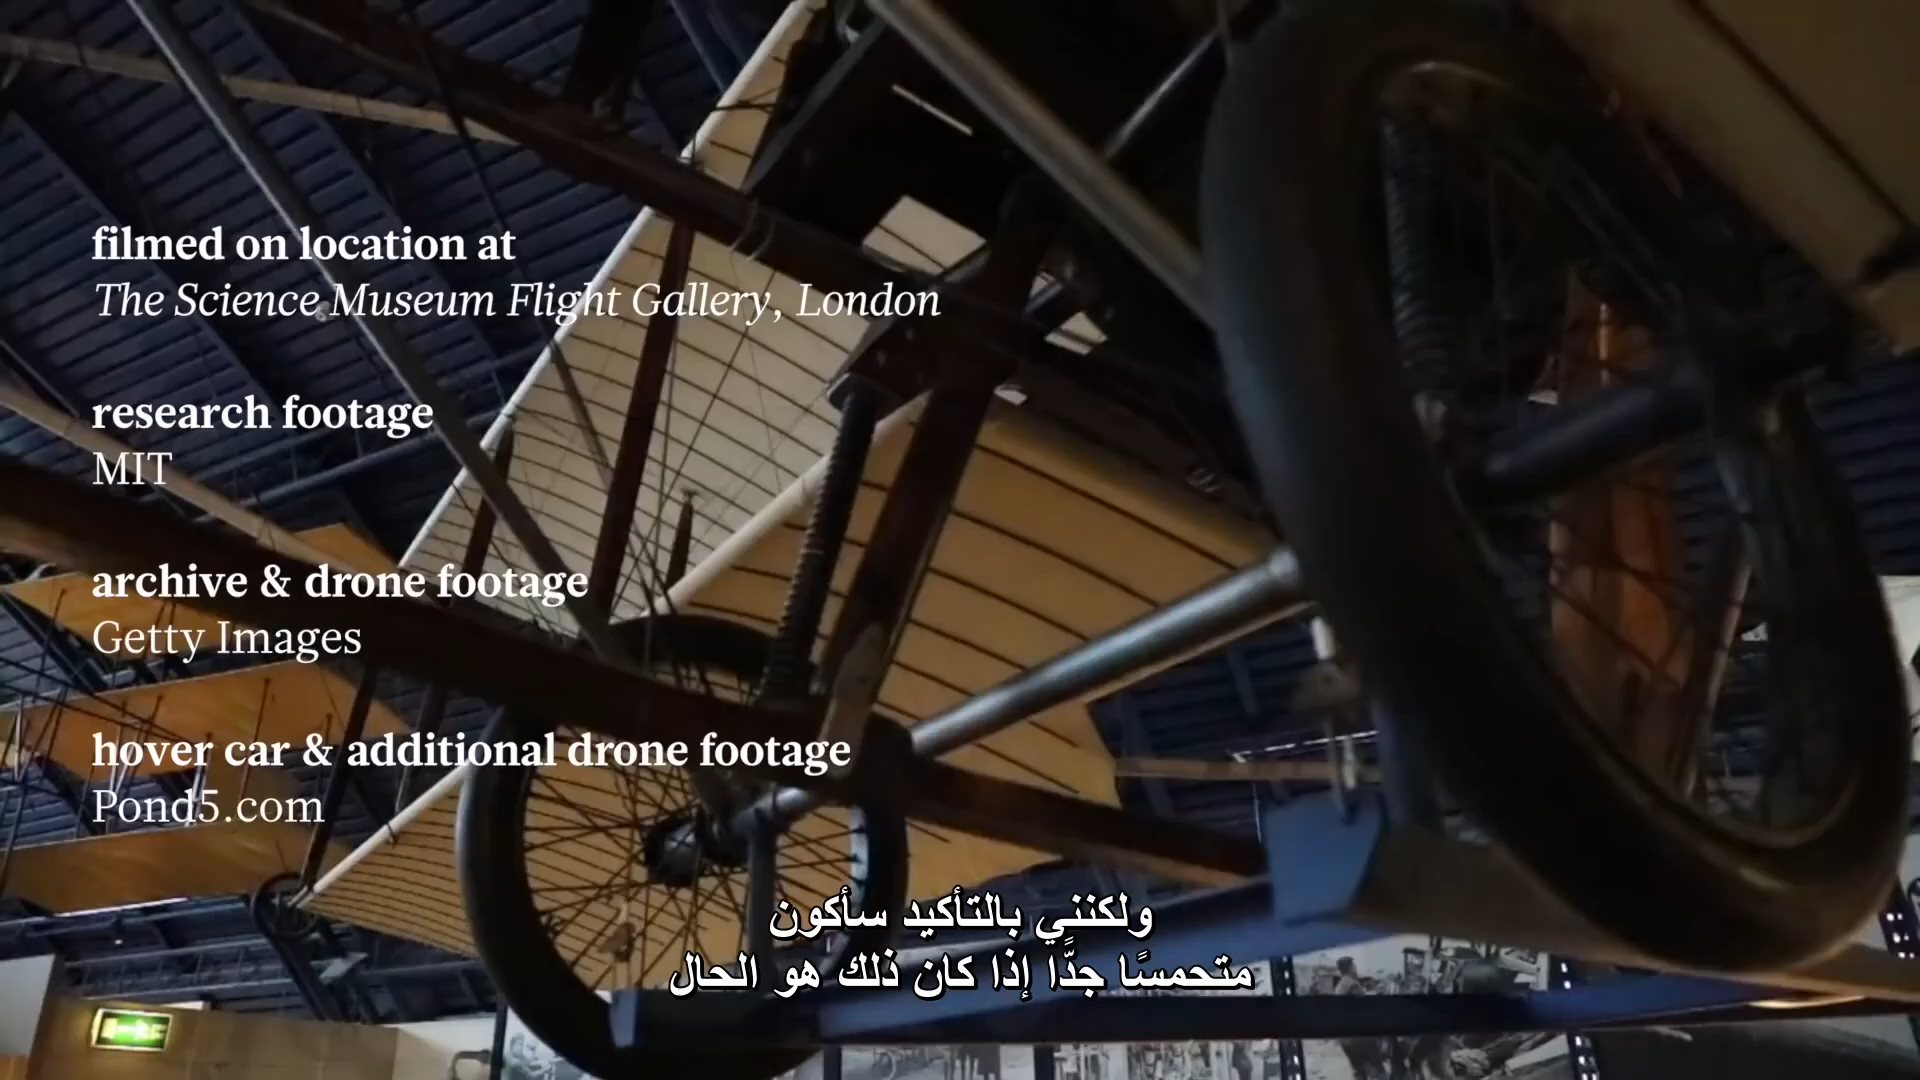 filmed on location at
The Science Museum Flight Gallery, London
research footage
MIT
archive & drone footage
Getty Images
hover car & additional drone footage
Pond5.com
ولكنني بالتأكيد سأكون
متحمسًا جدًّا إذا كان ذلك هو الحال